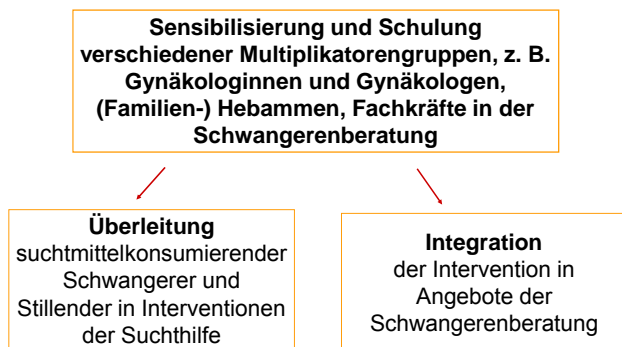 Sensibilisierung und Schulung
verschiedener Multiplikatorengruppen, z. B.
Gynäkologinnen und Gynäkologen,
(Familien-) Hebammen, Fachkräfte in der
Schwangerenberatung
Überleitung
suchtmittelkonsumierender
Schwangerer und
Stillender in Interventionen
der Suchthilfe
Integration
der Intervention in
Angebote der
Schwangerenberatung